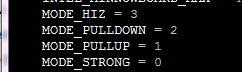 MODE_HIZ = 3
MODE_PULLDOWN = 2
MODE_PULLUP = 1
MODE_STRONG = 0